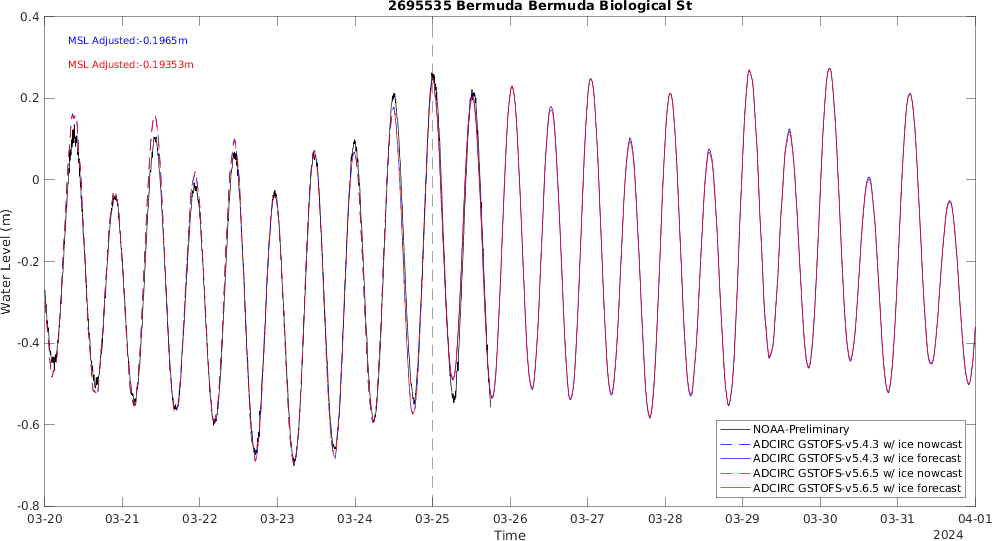 2695535 Bermuda Bermuda Biological St
MSL Adjusted:-0.1965m
MSL Adjusted:-0.19353m
0.4
0.2
0
-0.2
-0.4
-0.6
-0.8
Water Level (m)
NOAA-Preliminary
ADCIRC GSTOFS-v5.4.3 w/ ice nowcast
ADCIRC GSTOFS-v5.4.3 w/ ice forecast
ADCIRC GSTOFS-v5.6.5 w/ ice nowcast
ADCIRC GSTOFS-v5.6.5 w/ ice forecast
03-20 03-21 03-22 03-23 03-24 03-25 03-26 03-27 03-28 03-29 03-30 03-31 04-01
Time
2024